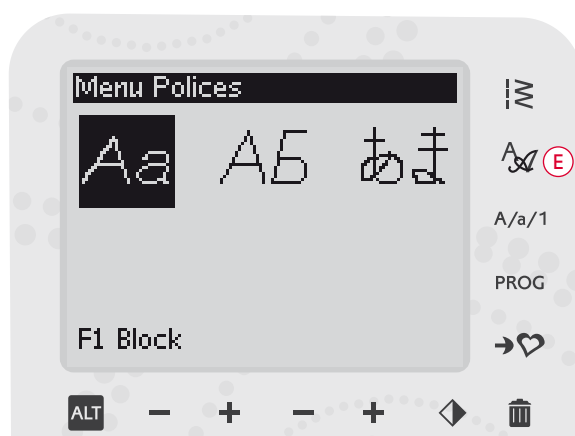 Menu Polices
Aa АБ あま
E
A/a/1
PROG
F1 Block
ALT − + − +